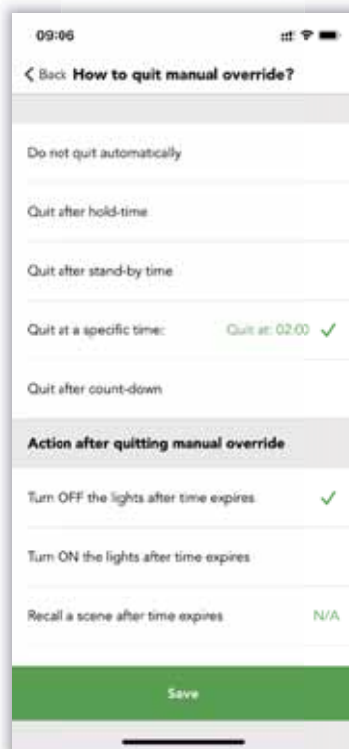 09:06
Back How to quit manual override?
Do not quit automatically
Quit after hold-time
Quit after stand-by time
Quit at a specific time: Quit at: 02:00
Quit after count-down
Action after quitting manual override
Turn OFF the lights after time expires
Turn ON the lights after time expires
Recall a scene after time expires N/A
Save